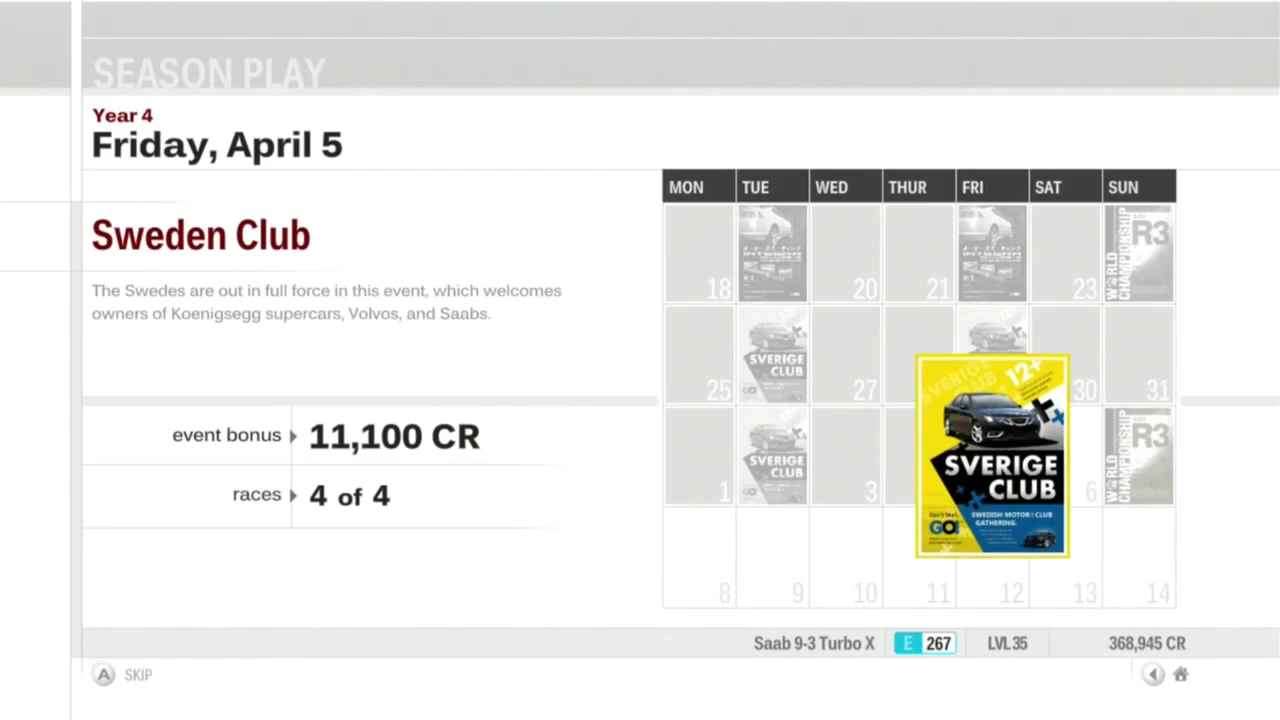 SEASON PLAY
Year 4
Friday, April 5
Sweden Club
The Swedes are out in full force in this event, which welcomes
owners of Koenigsegg supercars, Volvos, and Saabs.
event bonus 11,100 CR
races 4 of 4
MON TUE WED THUR FRI SAT SUN
18 20 21 23
WORLD CHAMPIONSHIP R3
25 27 30 31
SVERIGE
CLUB
GO!
1 3 6
SVERIGE
CLUB
WORLD CHAMPIONSHIP R3
SVERIGE
CLUB
12+
SVERIGE
CLUB
GO!
SWEDISH MOTOR CLUB
GATHERING.
8 9 10 11 12 13 14
Saab 9-3 Turbo X E 267 LVL35 368,945 CR
A SKIP